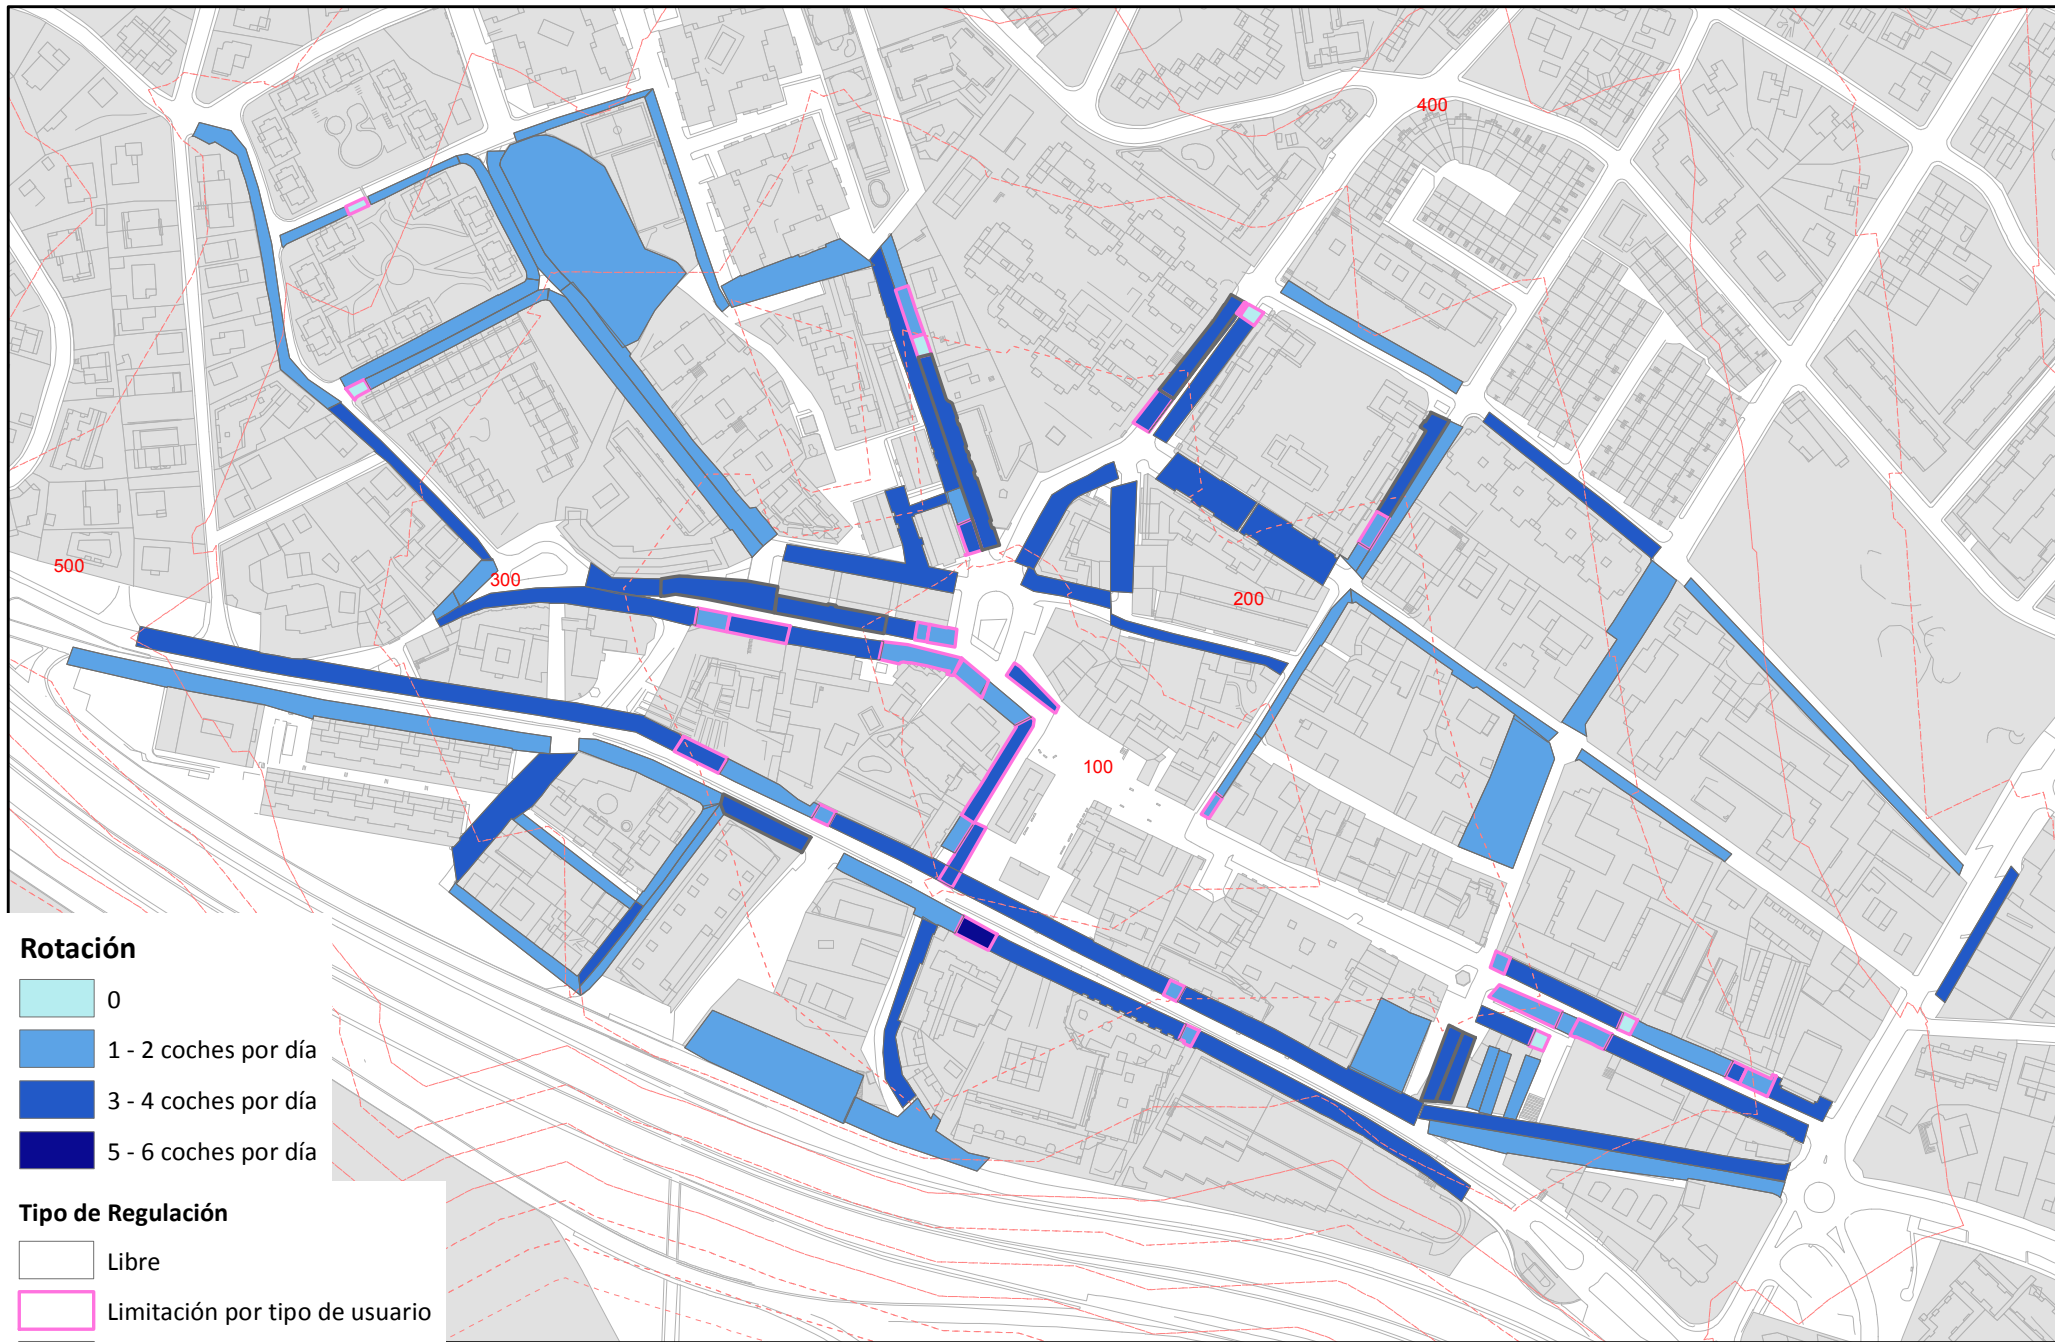 400
500
300
200
100
Rotación
0
1 - 2 coches por día
3 - 4 coches por día
5 - 6 coches por día
Tipo de Regulación
Libre
Limitación por tipo de usuario